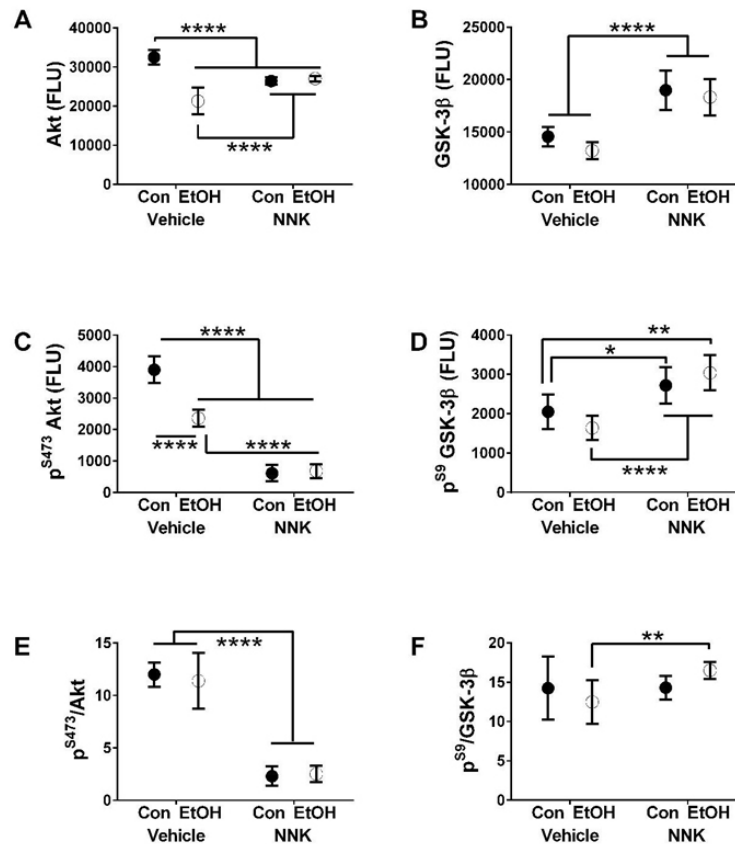 A
Akt (FLU)
40000
30000
20000
10000
0
****
****
Con EtOH Con EtOH
Vehicle NNK
B
GSK-3β (FLU)
25000
20000
15000
10000
****
Con EtOH Con EtOH
Vehicle NNK
C
pS473 Akt (FLU)
5000
4000
3000
2000
1000
0
****
****
****
Con EtOH Con EtOH
Vehicle NNK
D
pS9 GSK-3β (FLU)
4000
3000
2000
1000
0
**
*
****
Con EtOH Con EtOH
Vehicle NNK
E
pS473/Akt
15
10
5
0
****
Con EtOH Con EtOH
Vehicle NNK
F
pS9/GSK-3β
20
15
10
5
0
**
Con EtOH Con EtOH
Vehicle NNK